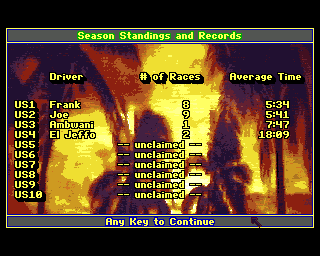 Season Standings and Records
Driver # of Races Average Time
US1 Frank 8 5:34
US2 Joe 9 5:41
US3 Ambwani 1 7:47
US4 El Jeffo 2 18:09
US5 -- unclaimed --
US6 -- unclaimed --
US7 -- unclaimed --
US8 -- unclaimed --
US9 -- unclaimed --
US10 -- unclaimed --
Any Key to Continue